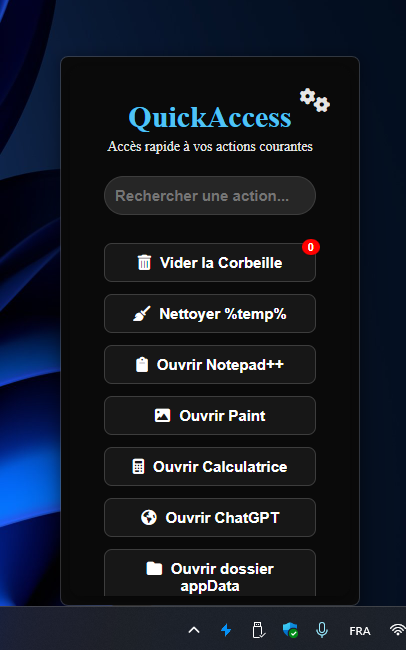 QuickAccess
Accès rapide à vos actions courantes
Rechercher une action...
0
Vider la Corbeille
Nettoyer %temp%
Ouvrir Notepad++
Ouvrir Paint
Ouvrir Calculatrice
Ouvrir ChatGPT
Ouvrir dossier
appData
FRA